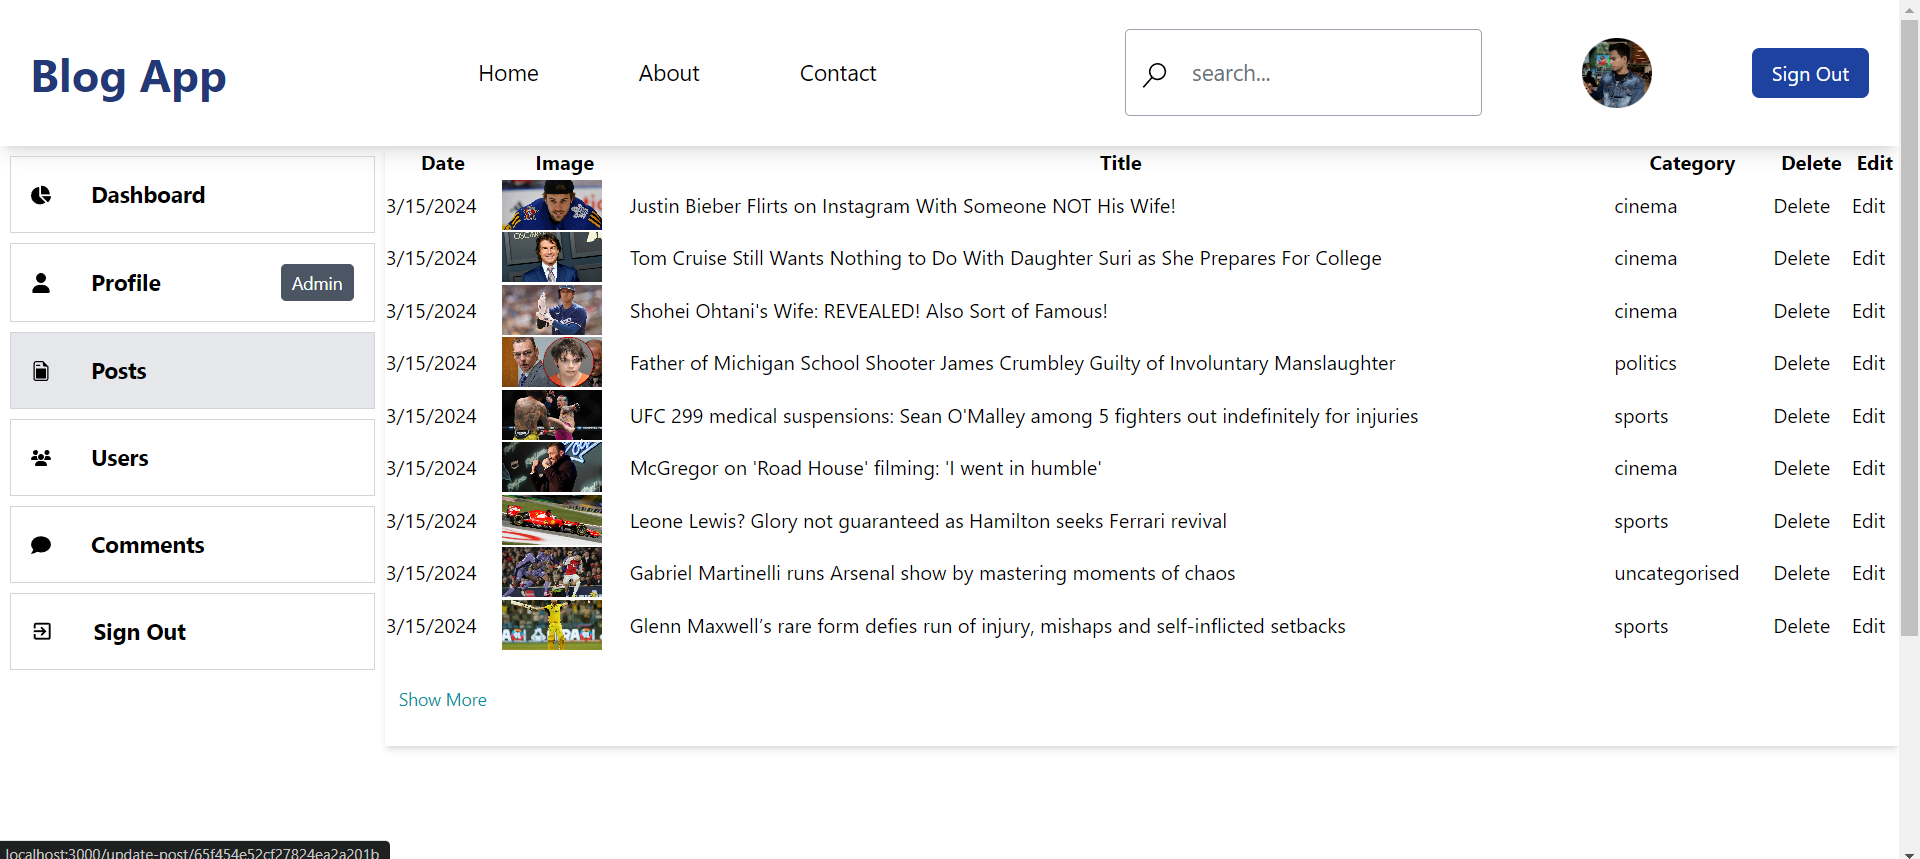 Blog App
Home About Contact
search...
Sign Out
Dashboard
Profile Admin
Posts
Users
Comments
Sign Out
Date Image Title Category Delete Edit
3/15/2024 Justin Bieber Flirts on Instagram With Someone NOT His Wife! cinema Delete Edit
3/15/2024 Tom Cruise Still Wants Nothing to Do With Daughter Suri as She Prepares For College cinema Delete Edit
3/15/2024 Shohei Ohtani's Wife: REVEALED! Also Sort of Famous! cinema Delete Edit
3/15/2024 Father of Michigan School Shooter James Crumbley Guilty of Involuntary Manslaughter politics Delete Edit
3/15/2024 UFC 299 medical suspensions: Sean O'Malley among 5 fighters out indefinitely for injuries sports Delete Edit
3/15/2024 McGregor on 'Road House' filming: 'I went in humble' cinema Delete Edit
3/15/2024 Leone Lewis? Glory not guaranteed as Hamilton seeks Ferrari revival sports Delete Edit
3/15/2024 Gabriel Martinelli runs Arsenal show by mastering moments of chaos uncategorised Delete Edit
3/15/2024 Glenn Maxwell’s rare form defies run of injury, mishaps and self-inflicted setbacks sports Delete Edit
Show More
localhost:3000/update-post/65f454e52cf27824ea2a201b